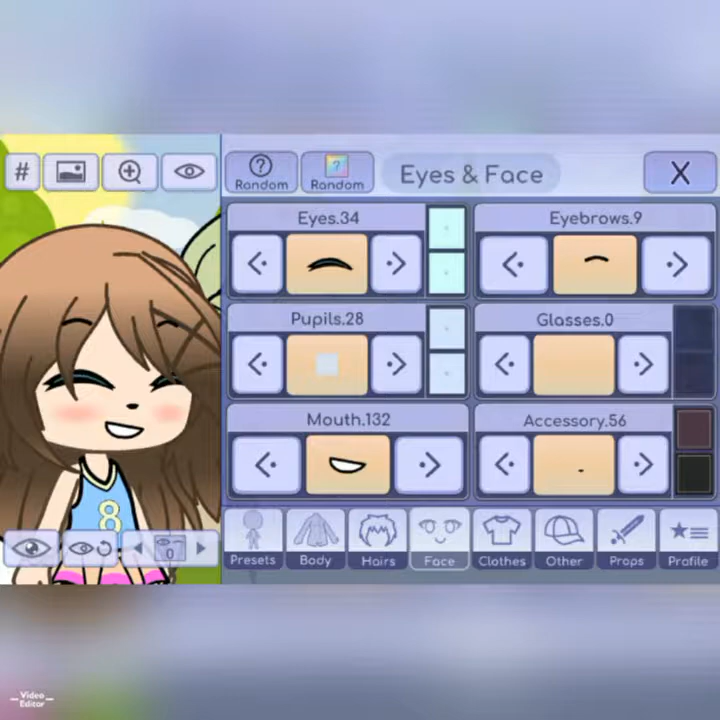 #
Random
Random
Eyes & Face
X
Eyes.34
Eyebrows.9
Pupils.28
Glasses.0
Mouth.132
Accessory.56
8
0
Presets
Body
Hairs
Face
Clothes
Other
Props
Profile
Video
Editor